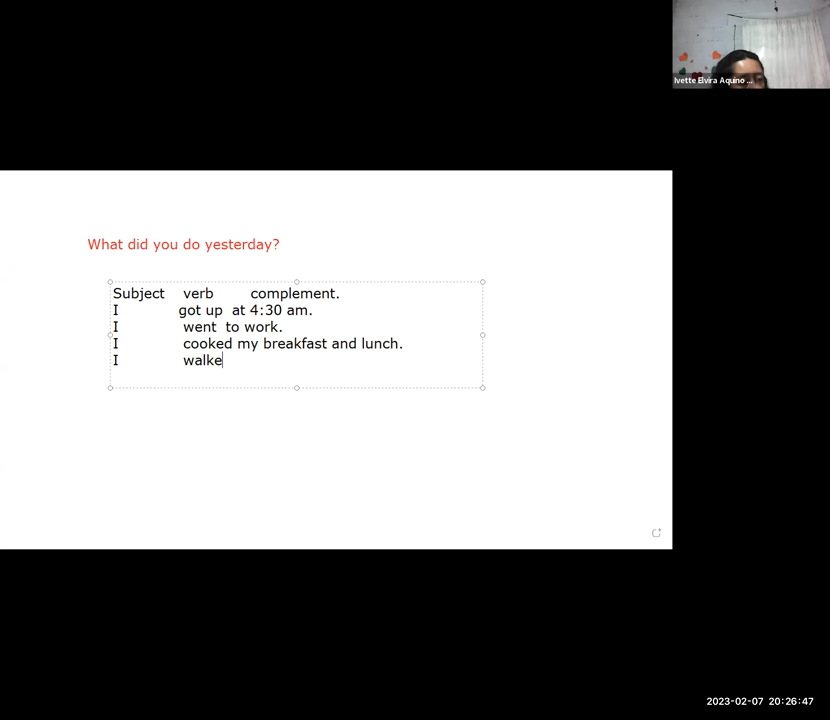 Ivette Elvira Aquino ...
What did you do yesterday?
Subject verb complement.
I got up at 4:30 am.
I went to work.
I cooked my breakfast and lunch.
I walke
2023-02-07 20:26:47